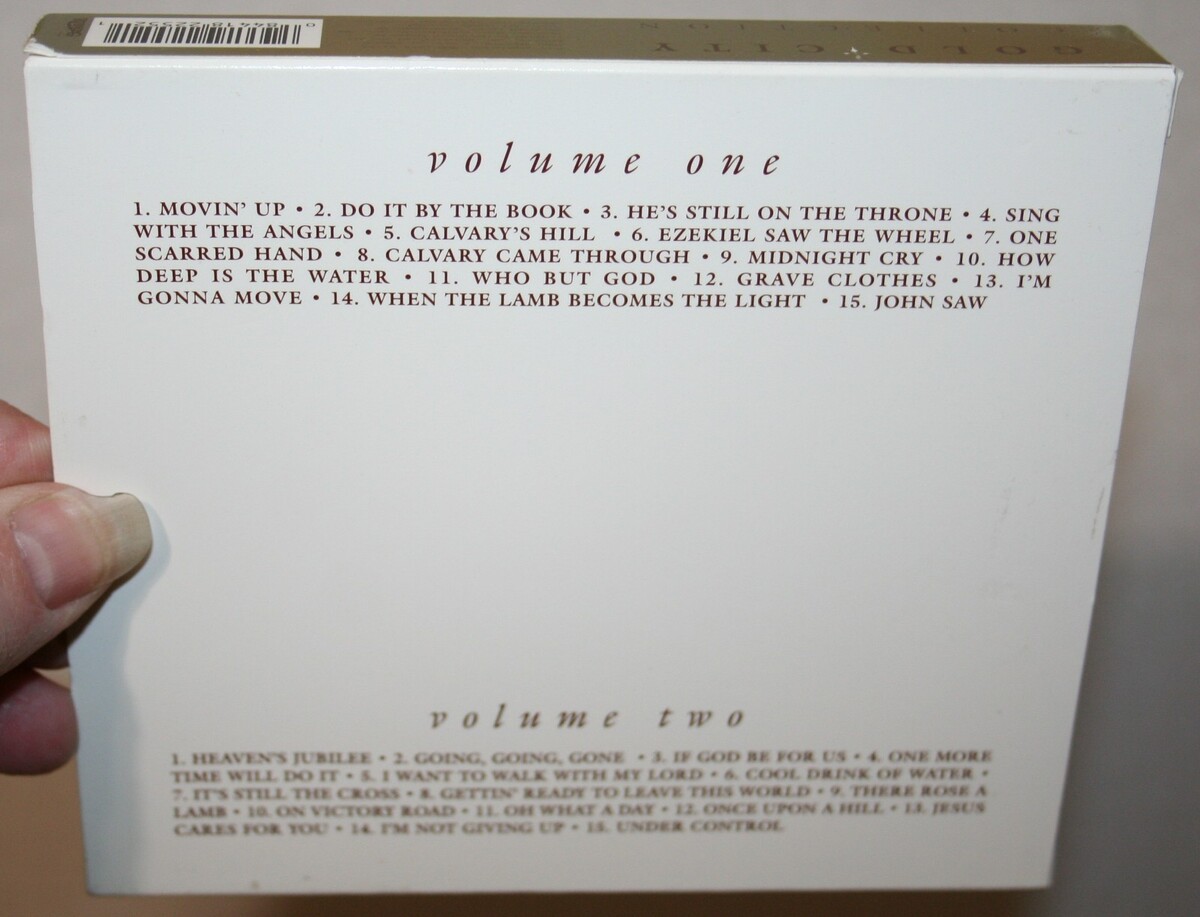 GOLD CITY
COLLECTION
volume one
1. MOVIN' UP • 2. DO IT BY THE BOOK • 3. HE'S STILL ON THE THRONE • 4. SING
WITH THE ANGELS • 5. CALVARY'S HILL • 6. EZEKIEL SAW THE WHEEL • 7. ONE
SCARRED HAND • 8. CALVARY CAME THROUGH • 9. MIDNIGHT CRY • 10. HOW
DEEP IS THE WATER • 11. WHO BUT GOD • 12. GRAVE CLOTHES • 13. I'M
GONNA MOVE • 14. WHEN THE LAMB BECOMES THE LIGHT • 15. JOHN SAW
volume two
1. HEAVEN'S JUBILEE • 2. GOING, GOING, GONE • 3. IF GOD BE FOR US • 4. ONE MORE
TIME WILL DO IT • 5. I WANT TO WALK WITH MY LORD • 6. COOL DRINK OF WATER •
7. IT'S STILL THE CROSS • 8. GETTIN' READY TO LEAVE THIS WORLD • 9. THERE ROSE A
LAMB • 10. ON VICTORY ROAD • 11. OH WHAT A DAY • 12. ONCE UPON A HILL • 13. JESUS
CARES FOR YOU • 14. I'M NOT GIVING UP • 15. UNDER CONTROL